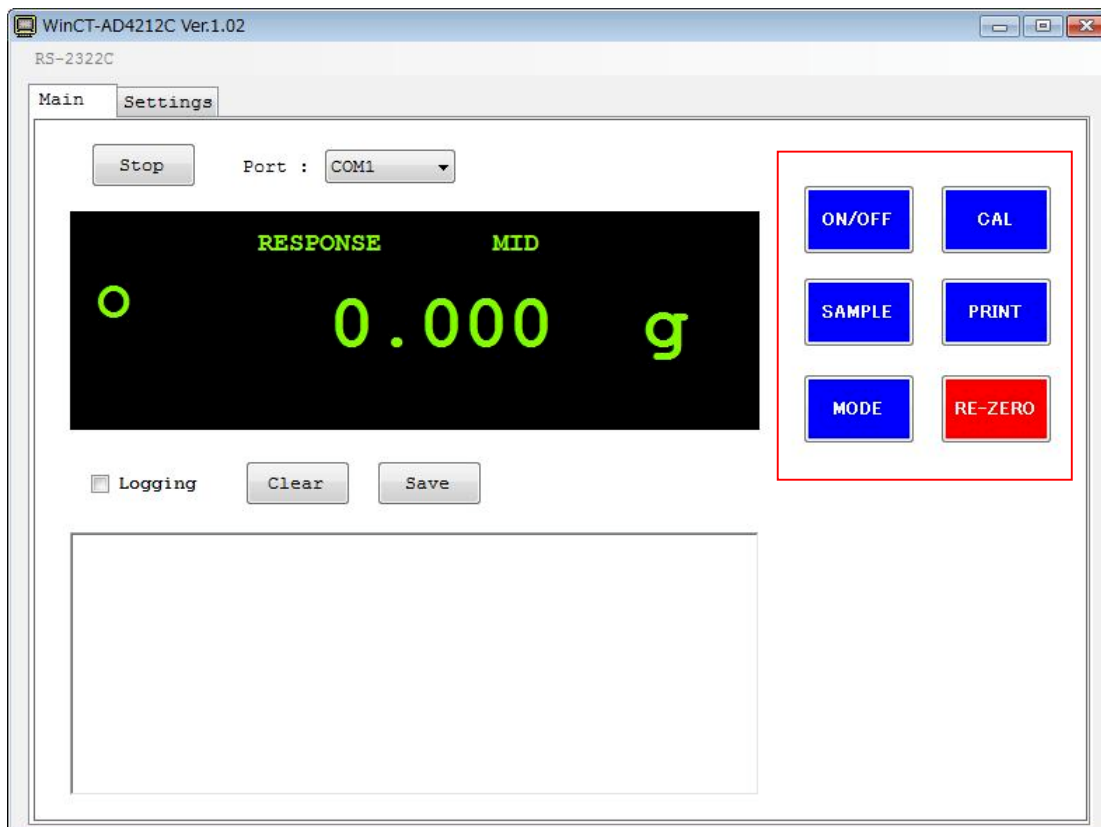 WinCT-AD4212C Ver.1.02
RS-2322C
Main Settings
Stop Port : COM1
RESPONSE MID
0.000 g
ON/OFF CAL
SAMPLE PRINT
MODE RE-ZERO
Logging Clear Save